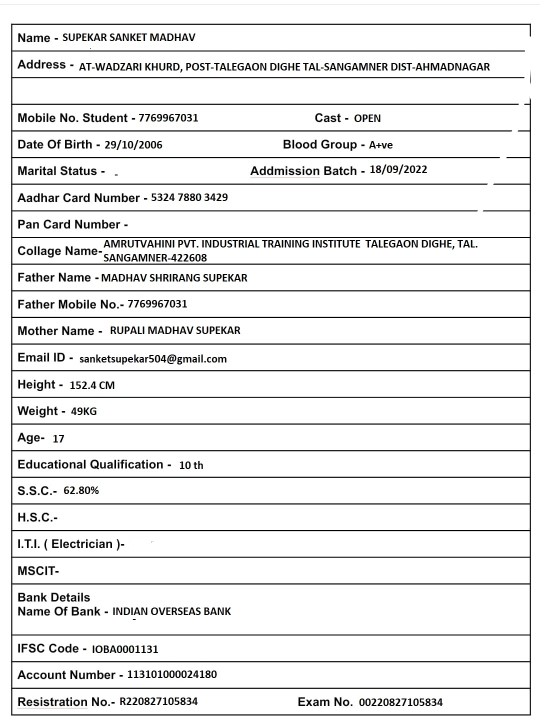 Name - SUPEKAR SANKET MADHAV
Address - AT-WADZARI KHURD, POST-TALEGAON DIGHE TAL-SANGAMNER DIST-AHMADNAGAR
Mobile No. Student - 7769967031 Cast - OPEN
Date Of Birth - 29/10/2006 Blood Group - A+ve
Marital Status - - Addmission Batch - 18/09/2022
Aadhar Card Number - 5324 7880 3429
Pan Card Number -
Collage Name- AMRUTVAHINI PVT. INDUSTRIAL TRAINING INSTITUTE TALEGAON DIGHE, TAL.
SANGAMNER-422608
Father Name - MADHAV SHRIRANG SUPEKAR
Father Mobile No.- 7769967031
Mother Name - RUPALI MADHAV SUPEKAR
Email ID - sanketsupekar504@gmail.com
Height - 152.4 CM
Weight - 49KG
Age- 17
Educational Qualification - 10 th
S.S.C.- 62.80%
H.S.C.-
I.T.I. ( Electrician )-
MSCIT-
Bank Details
Name Of Bank - INDIAN OVERSEAS BANK
IFSC Code - IOBA0001131
Account Number - 113101000024180
Registration No.- R220827105834 Exam No. 00220827105834